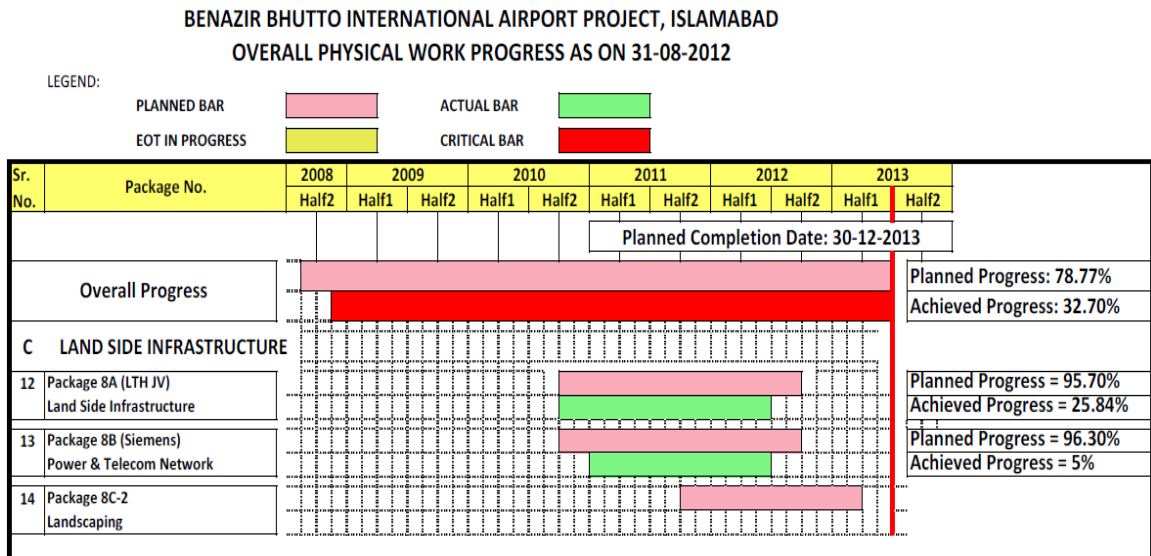 BENAZIR BHUTTO INTERNATIONAL AIRPORT PROJECT, ISLAMABAD
OVERALL PHYSICAL WORK PROGRESS AS ON 31-08-2012
LEGEND:
PLANNED BAR
ACTUAL BAR
EOT IN PROGRESS
CRITICAL BAR
Sr. No.
Package No.
2008 2009 2010 2011 2012 2013
Half2 Half1 Half2 Half1 Half2 Half1 Half2 Half1 Half2 Half1 Half2
Planned Completion Date: 30-12-2013
Overall Progress
Planned Progress: 78.77%
Achieved Progress: 32.70%
C LAND SIDE INFRASTRUCTURE
12 Package 8A (LTH JV)
Land Side Infrastructure
Planned Progress = 95.70%
Achieved Progress = 25.84%
13 Package 8B (Siemens)
Power & Telecom Network
Planned Progress = 96.30%
Achieved Progress = 5%
14 Package 8C-2
Landscaping